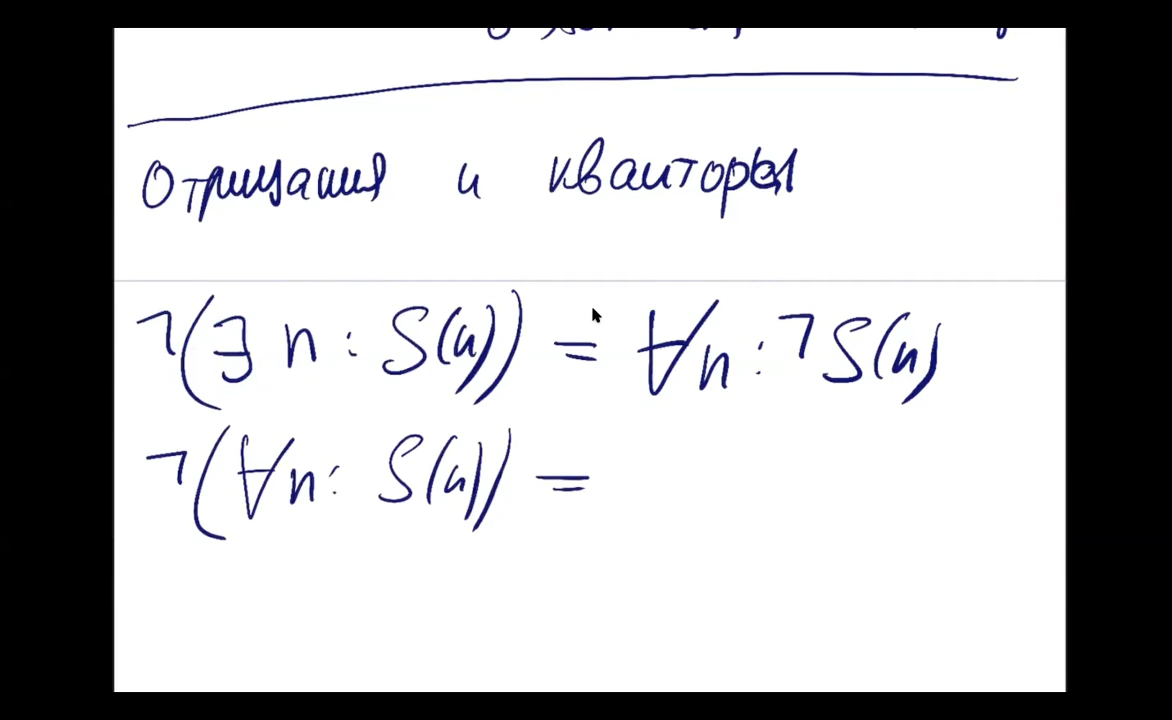 Отрицания и кванторы
¬(∃ n : S(n)) = ∀n : ¬S(n)
¬(∀n : S(n)) =